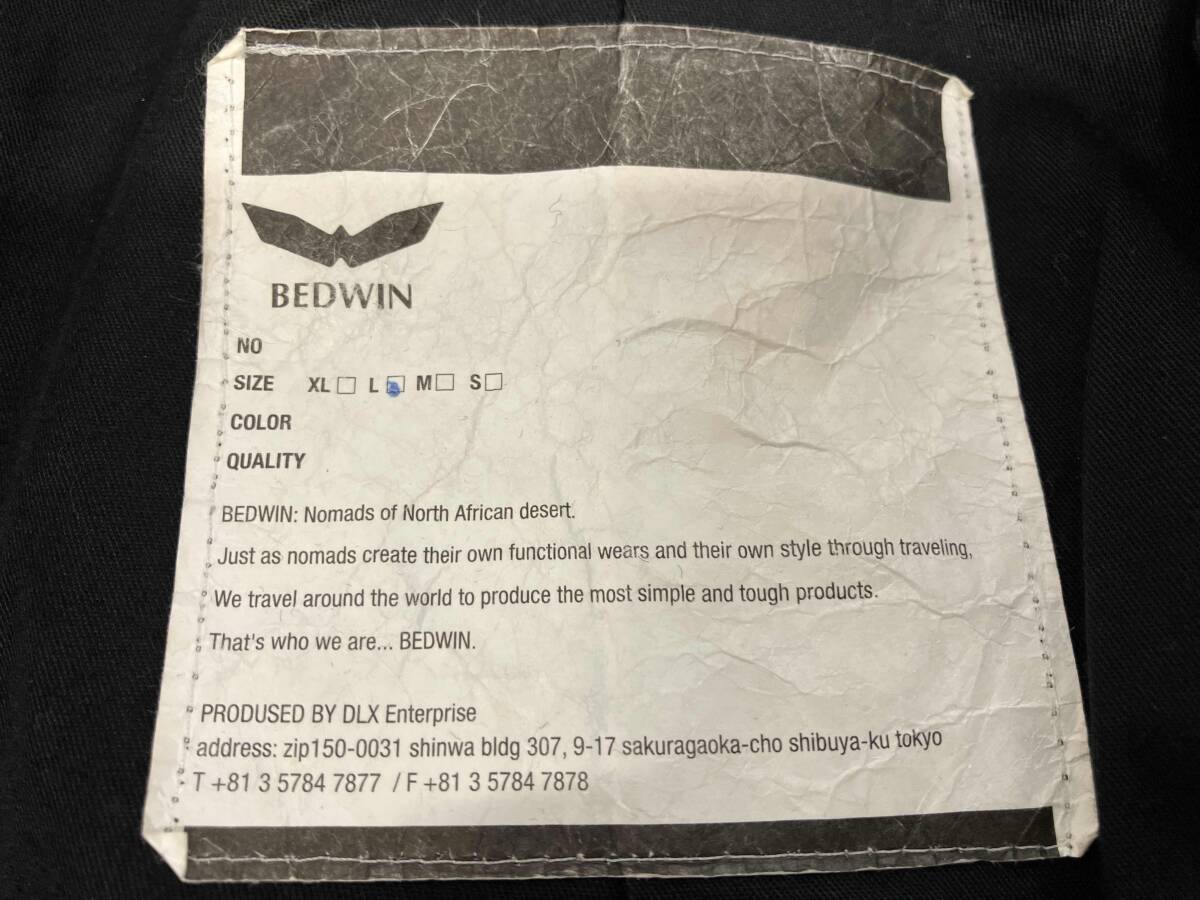 BEDWIN
NO
SIZE XL L M S
COLOR
QUALITY
BEDWIN: Nomads of North African desert.
Just as nomads create their own functional wears and their own style through traveling,
We travel around the world to produce the most simple and tough products.
That's who we are... BEDWIN.
PRODUSED BY DLX Enterprise
address: zip150-0031 shinwa bldg 307, 9-17 sakuragaoka-cho shibuya-ku tokyo
T +81 3 5784 7877 / F +81 3 5784 7878